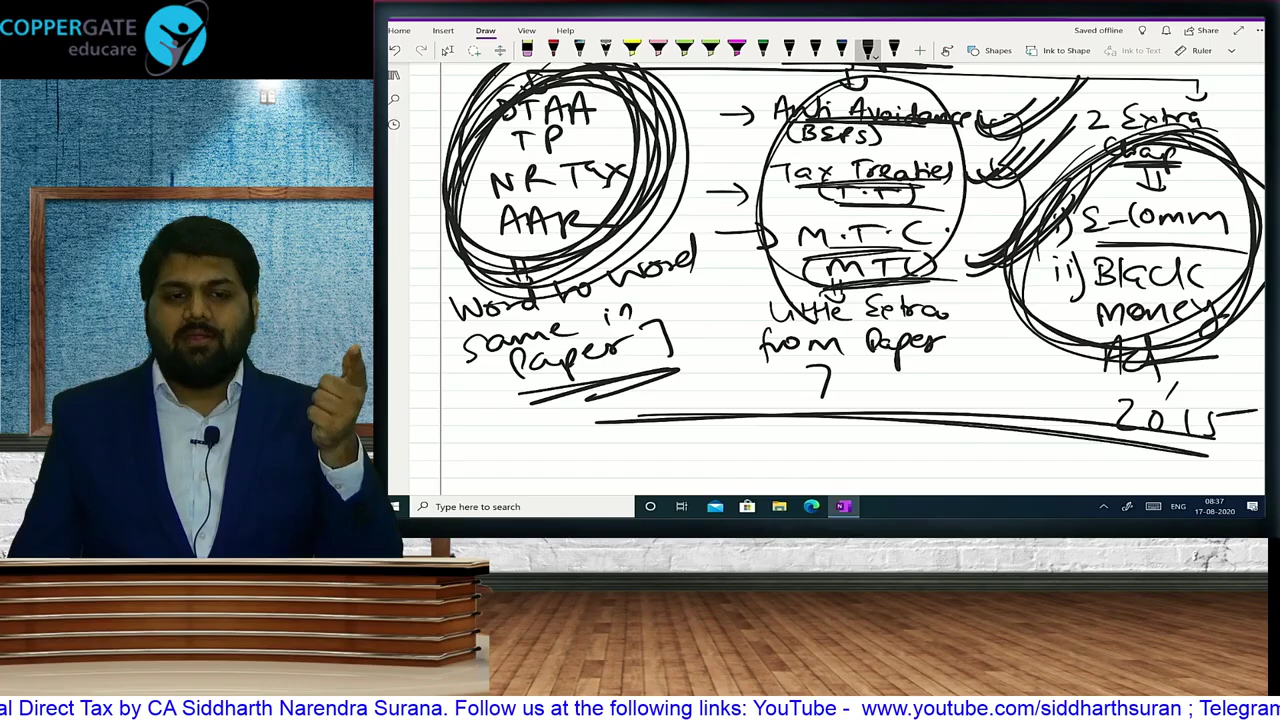 COPPERGATE
educare
Home Insert Draw View Help
Saved offline
Share
Shapes
Ink to Shape
Ink to Text
Ruler
DTAA
TP
NR Tax
AAR
Word to word
same in
Paper
Anti Avoidance
(BEPS)
Tax Treaties
(T.T)
M.T.C.
(MTC)
little Extra
from Paper
7
2 Extra
Chap
i) E-Comm
ii) Black
money
Act,
2015
Type here to search
ENG
08:37
17-08-2020
al Direct Tax by CA Siddharth Narendra Surana. Follow us at the following links: YouTube - www.youtube.com/siddharthsuran ; Telegran